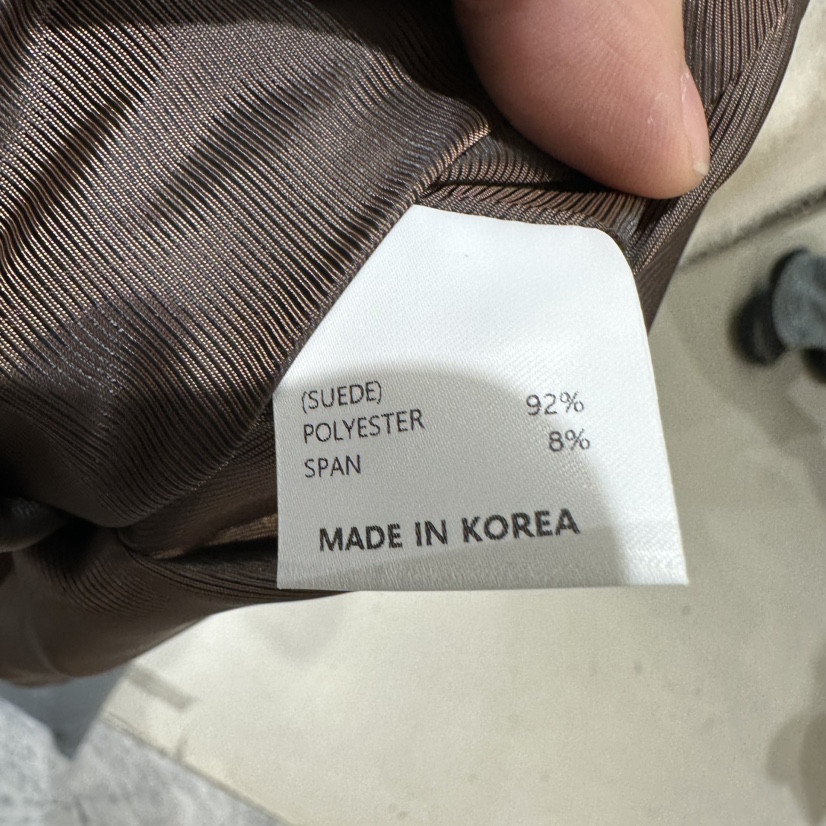 (SUEDE)
POLYESTER 92%
SPAN 8%
MADE IN KOREA